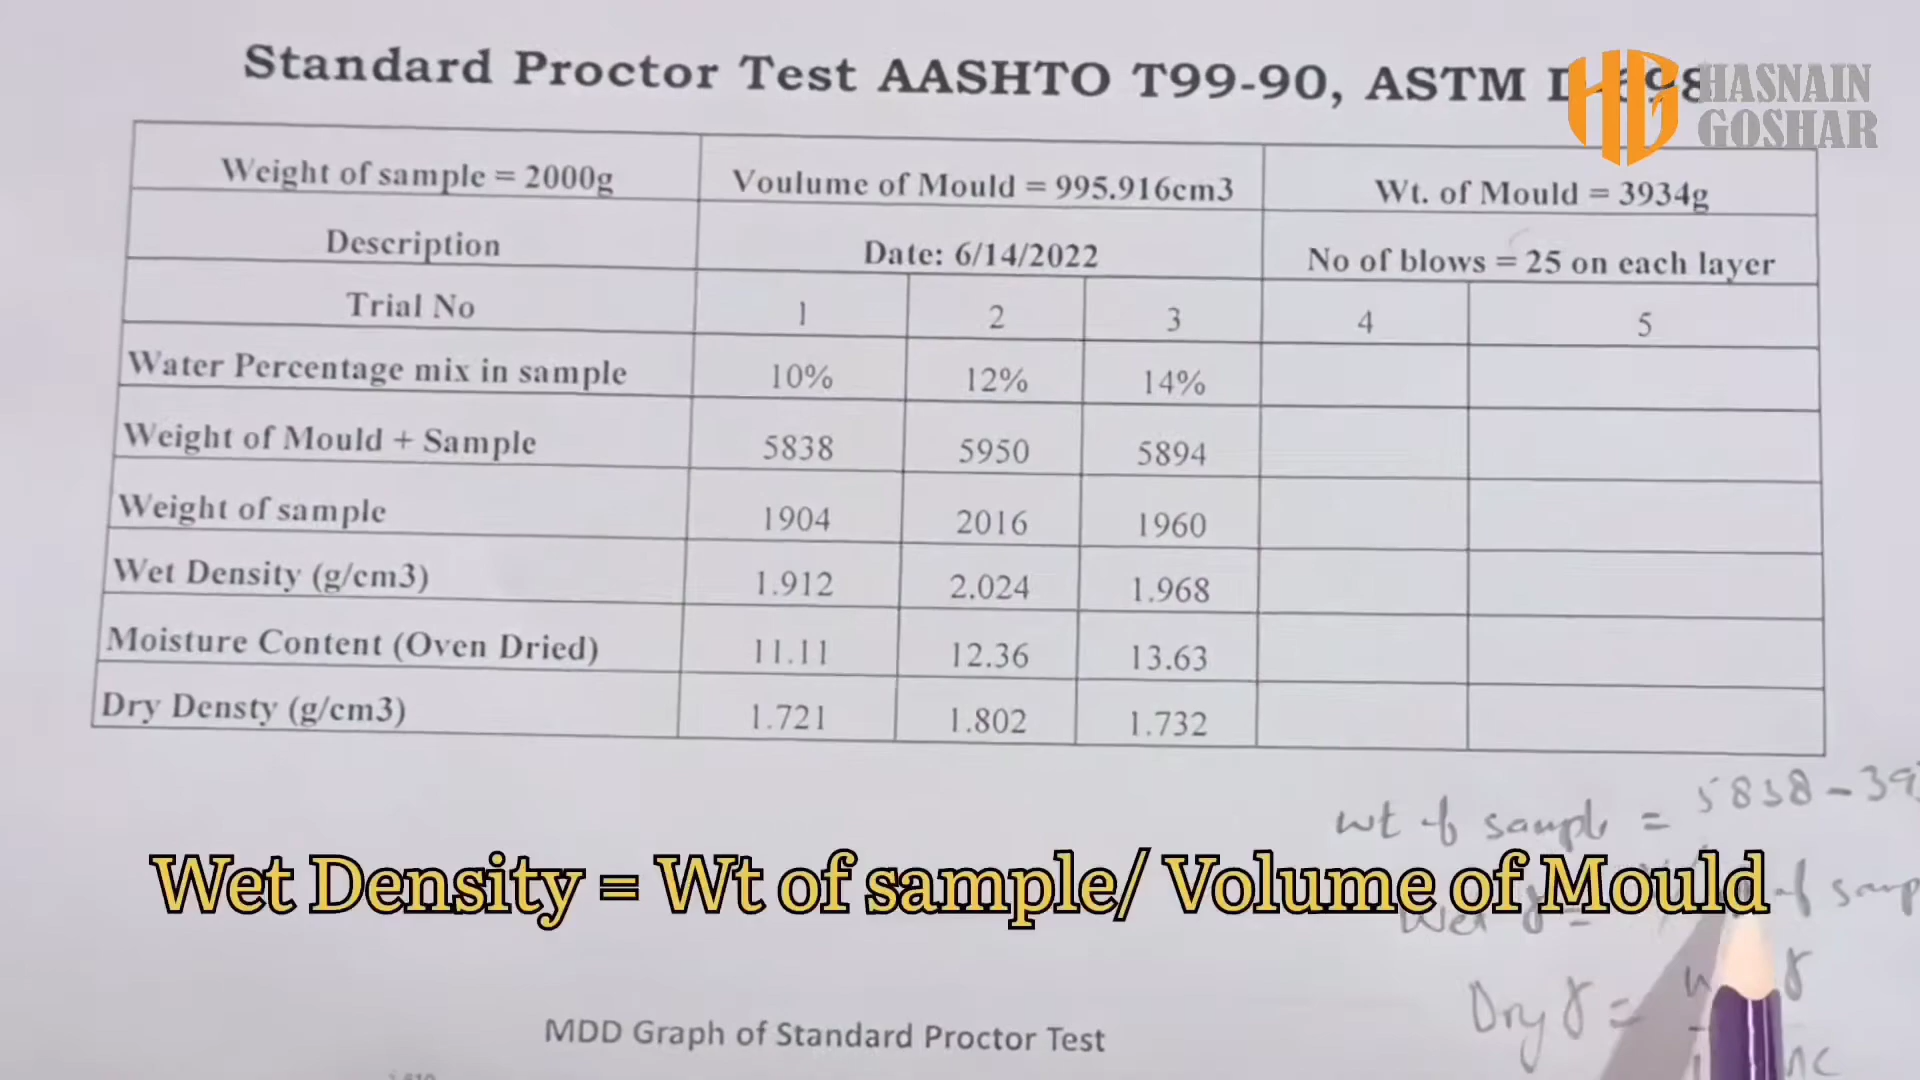 Standard Proctor Test AASHTO T99-90, ASTM
HASNAIN
GOSHAR
Weight of sample = 2000g Voulume of Mould = 995.916cm3 Wt. of Mould = 3934g
Description Date: 6/14/2022 No of blows = 25 on each layer
Trial No 1 2 3 4 5
Water Percentage mix in sample 10% 12% 14%
Weight of Mould + Sample 5838 5950 5894
Weight of sample 1904 2016 1960
Wet Density (g/cm3) 1.912 2.024 1.968
Moisture Content (Oven Dried) 11.11 12.36 13.63
Dry Densty (g/cm3) 1.721 1.802 1.732
wt of sample = 5838 - 39
Wet Density = Wt of sample/ Volume of Mould
wet γ =
Dry γ =
MDD Graph of Standard Proctor Test